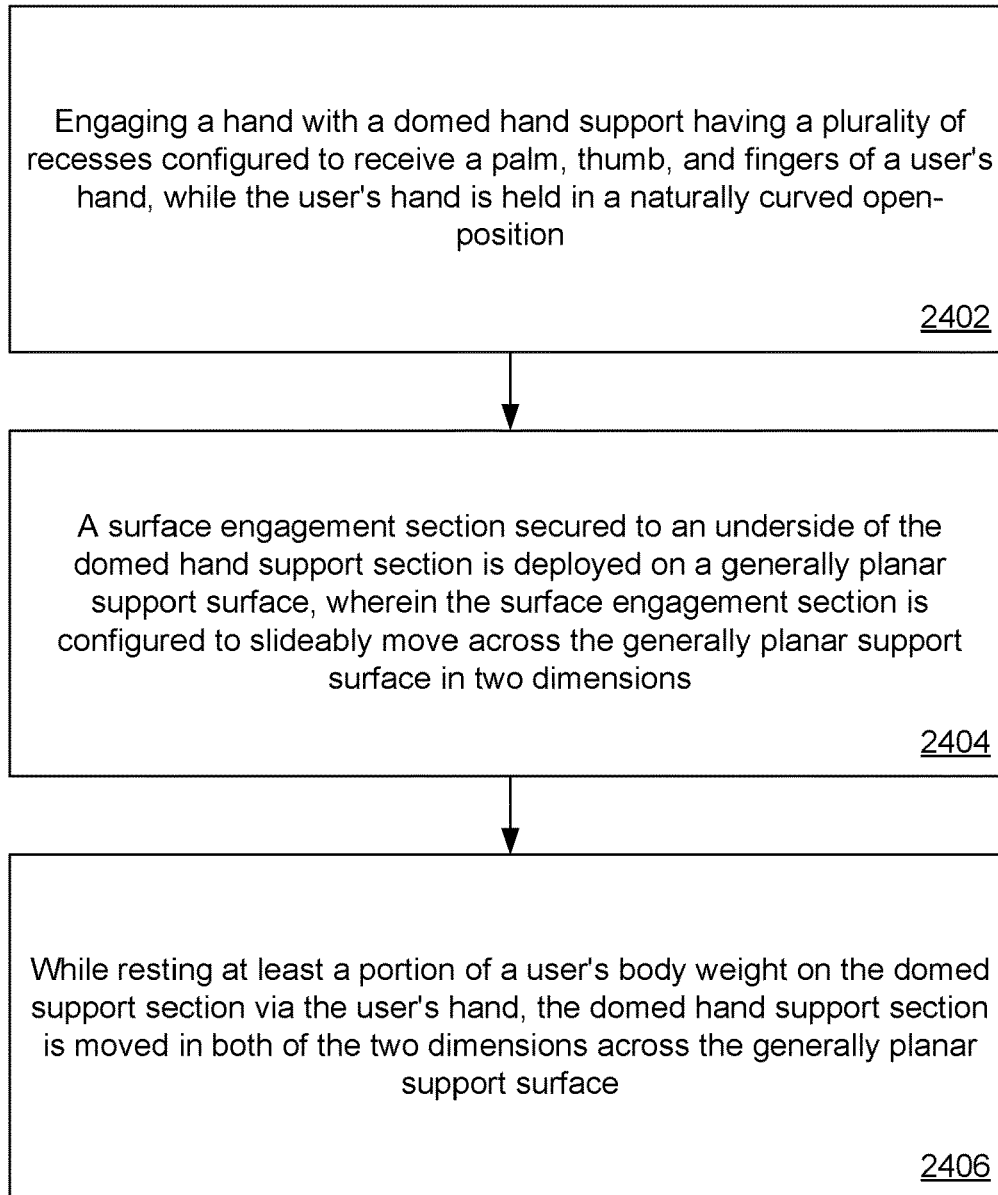 Engaging a hand with a domed hand support having a plurality of
recesses configured to receive a palm, thumb, and fingers of a user's
hand, while the user's hand is held in a naturally curved open-
position
2402
A surface engagement section secured to an underside of the
domed hand support section is deployed on a generally planar
support surface, wherein the surface engagement section is
configured to slideably move across the generally planar support
surface in two dimensions
2404
While resting at least a portion of a user's body weight on the domed
support section via the user's hand, the domed hand support section
is moved in both of the two dimensions across the generally planar
support surface
2406